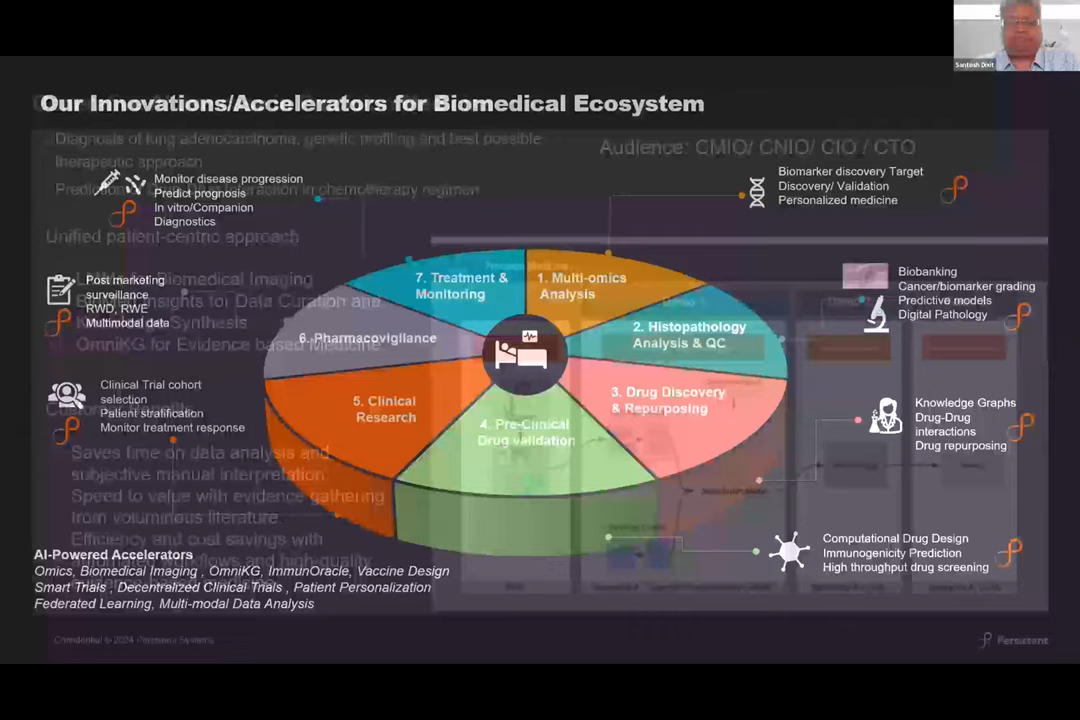 Santosh Dixit
Our Innovations/Accelerators for Biomedical Ecosystem
Diagnosis of lung adenocarcinoma, genetic profiling and best possible
therapeutic approach
Audience: CMIO/ CNIO/ CIO / CTO
Monitor disease progression
Predict prognosis
In vitro/Companion
Diagnostics
interaction in chemotherapy regimen
Biomarker discovery Target
Discovery/ Validation
Personalized medicine
Unified patient-centric approach
Post marketing
surveillance
RWD, RWE
Multimodal data
Biomedical Imaging
Insights for Data Curation and
Synthesis
OmniKG for Evidence based Medicine
7. Treatment &
Monitoring
1. Multi-omics
Analysis
2. Histopathology
Analysis & QC
6. Pharmacovigilance
3. Drug Discovery
& Repurposing
5. Clinical
Research
4. Pre-Clinical
Drug validation
Biobanking
Cancer/biomarker grading
Predictive models
Digital Pathology
Clinical Trial cohort
selection
Patient stratification
Monitor treatment response
Knowledge Graphs
Drug-Drug
interactions
Drug repurposing
Saves time on data analysis and
subjective manual interpretation
Speed to value with evidence gathering
from voluminous literature.
Efficiency and cost savings with
workflows and high-quality
Computational Drug Design
Immunogenicity Prediction
High throughput drug screening
AI-Powered Accelerators
Omics, Biomedical Imaging , OmniKG, ImmunOracle, Vaccine Design
Smart Trials , Decentralized Clinical Trials , Patient Personalization
Federated Learning, Multi-modal Data Analysis
Confidential © 2024 Persistent Systems
Persistent